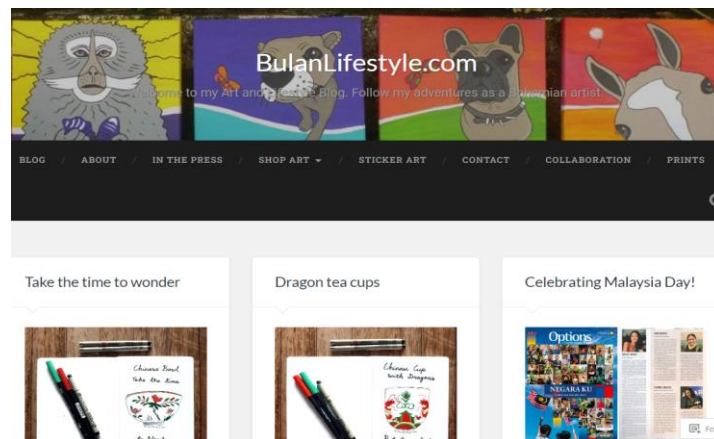 BulanLifestyle.com
Welcome to my Art and Lifestyle Blog. Follow my adventures as a Bohemian artist.
BLOG / ABOUT / IN THE PRESS / SHOP ART / STICKER ART / CONTACT / COLLABORATION / PRINTS
Take the time to wonder
Dragon tea cups
Celebrating Malaysia Day!
Chinese Bowl
Take the time
Chinese Cup
with Dragons
Options
NEGARA KU